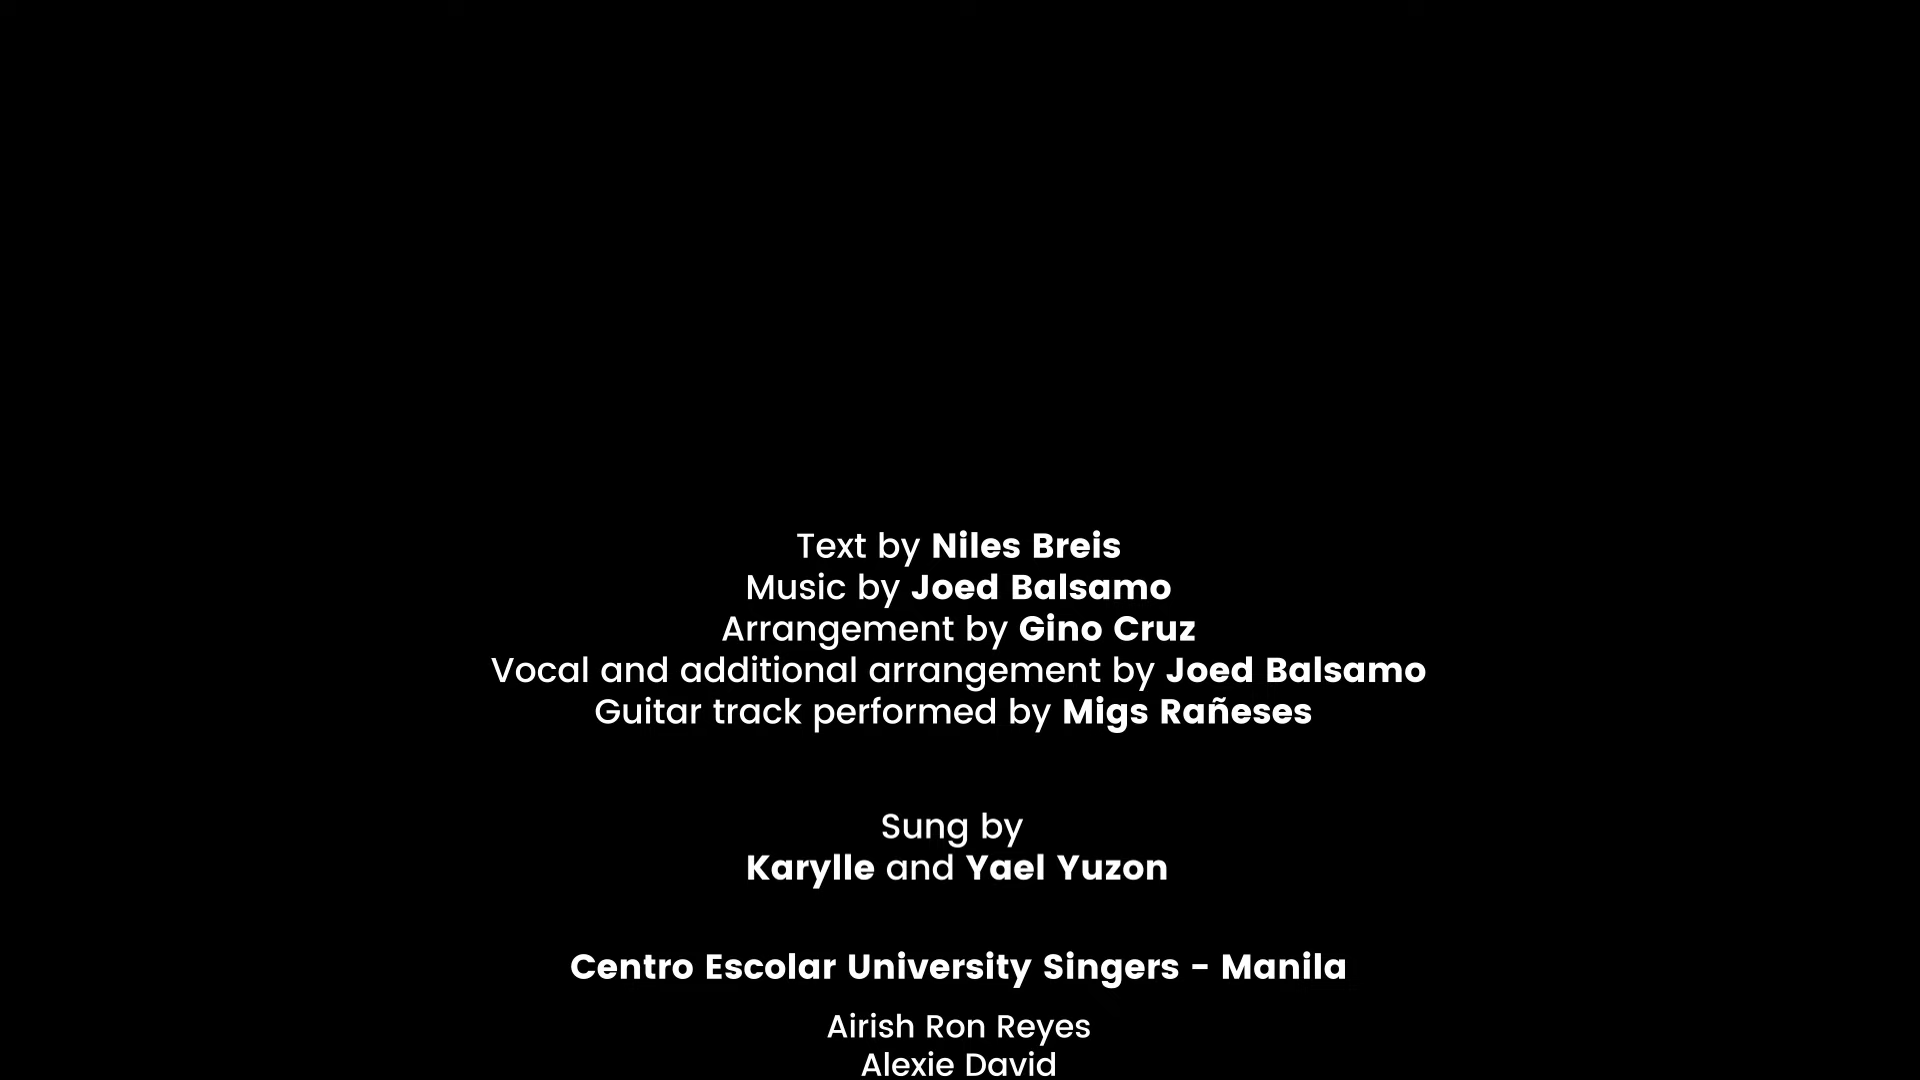 Text by Niles Breis
Music by Joed Balsamo
Arrangement by Gino Cruz
Vocal and additional arrangement by Joed Balsamo
Guitar track performed by Migs Rañeses
Sung by
Karylle and Yael Yuzon
Centro Escolar University Singers - Manila
Airish Ron Reyes
Alexie David